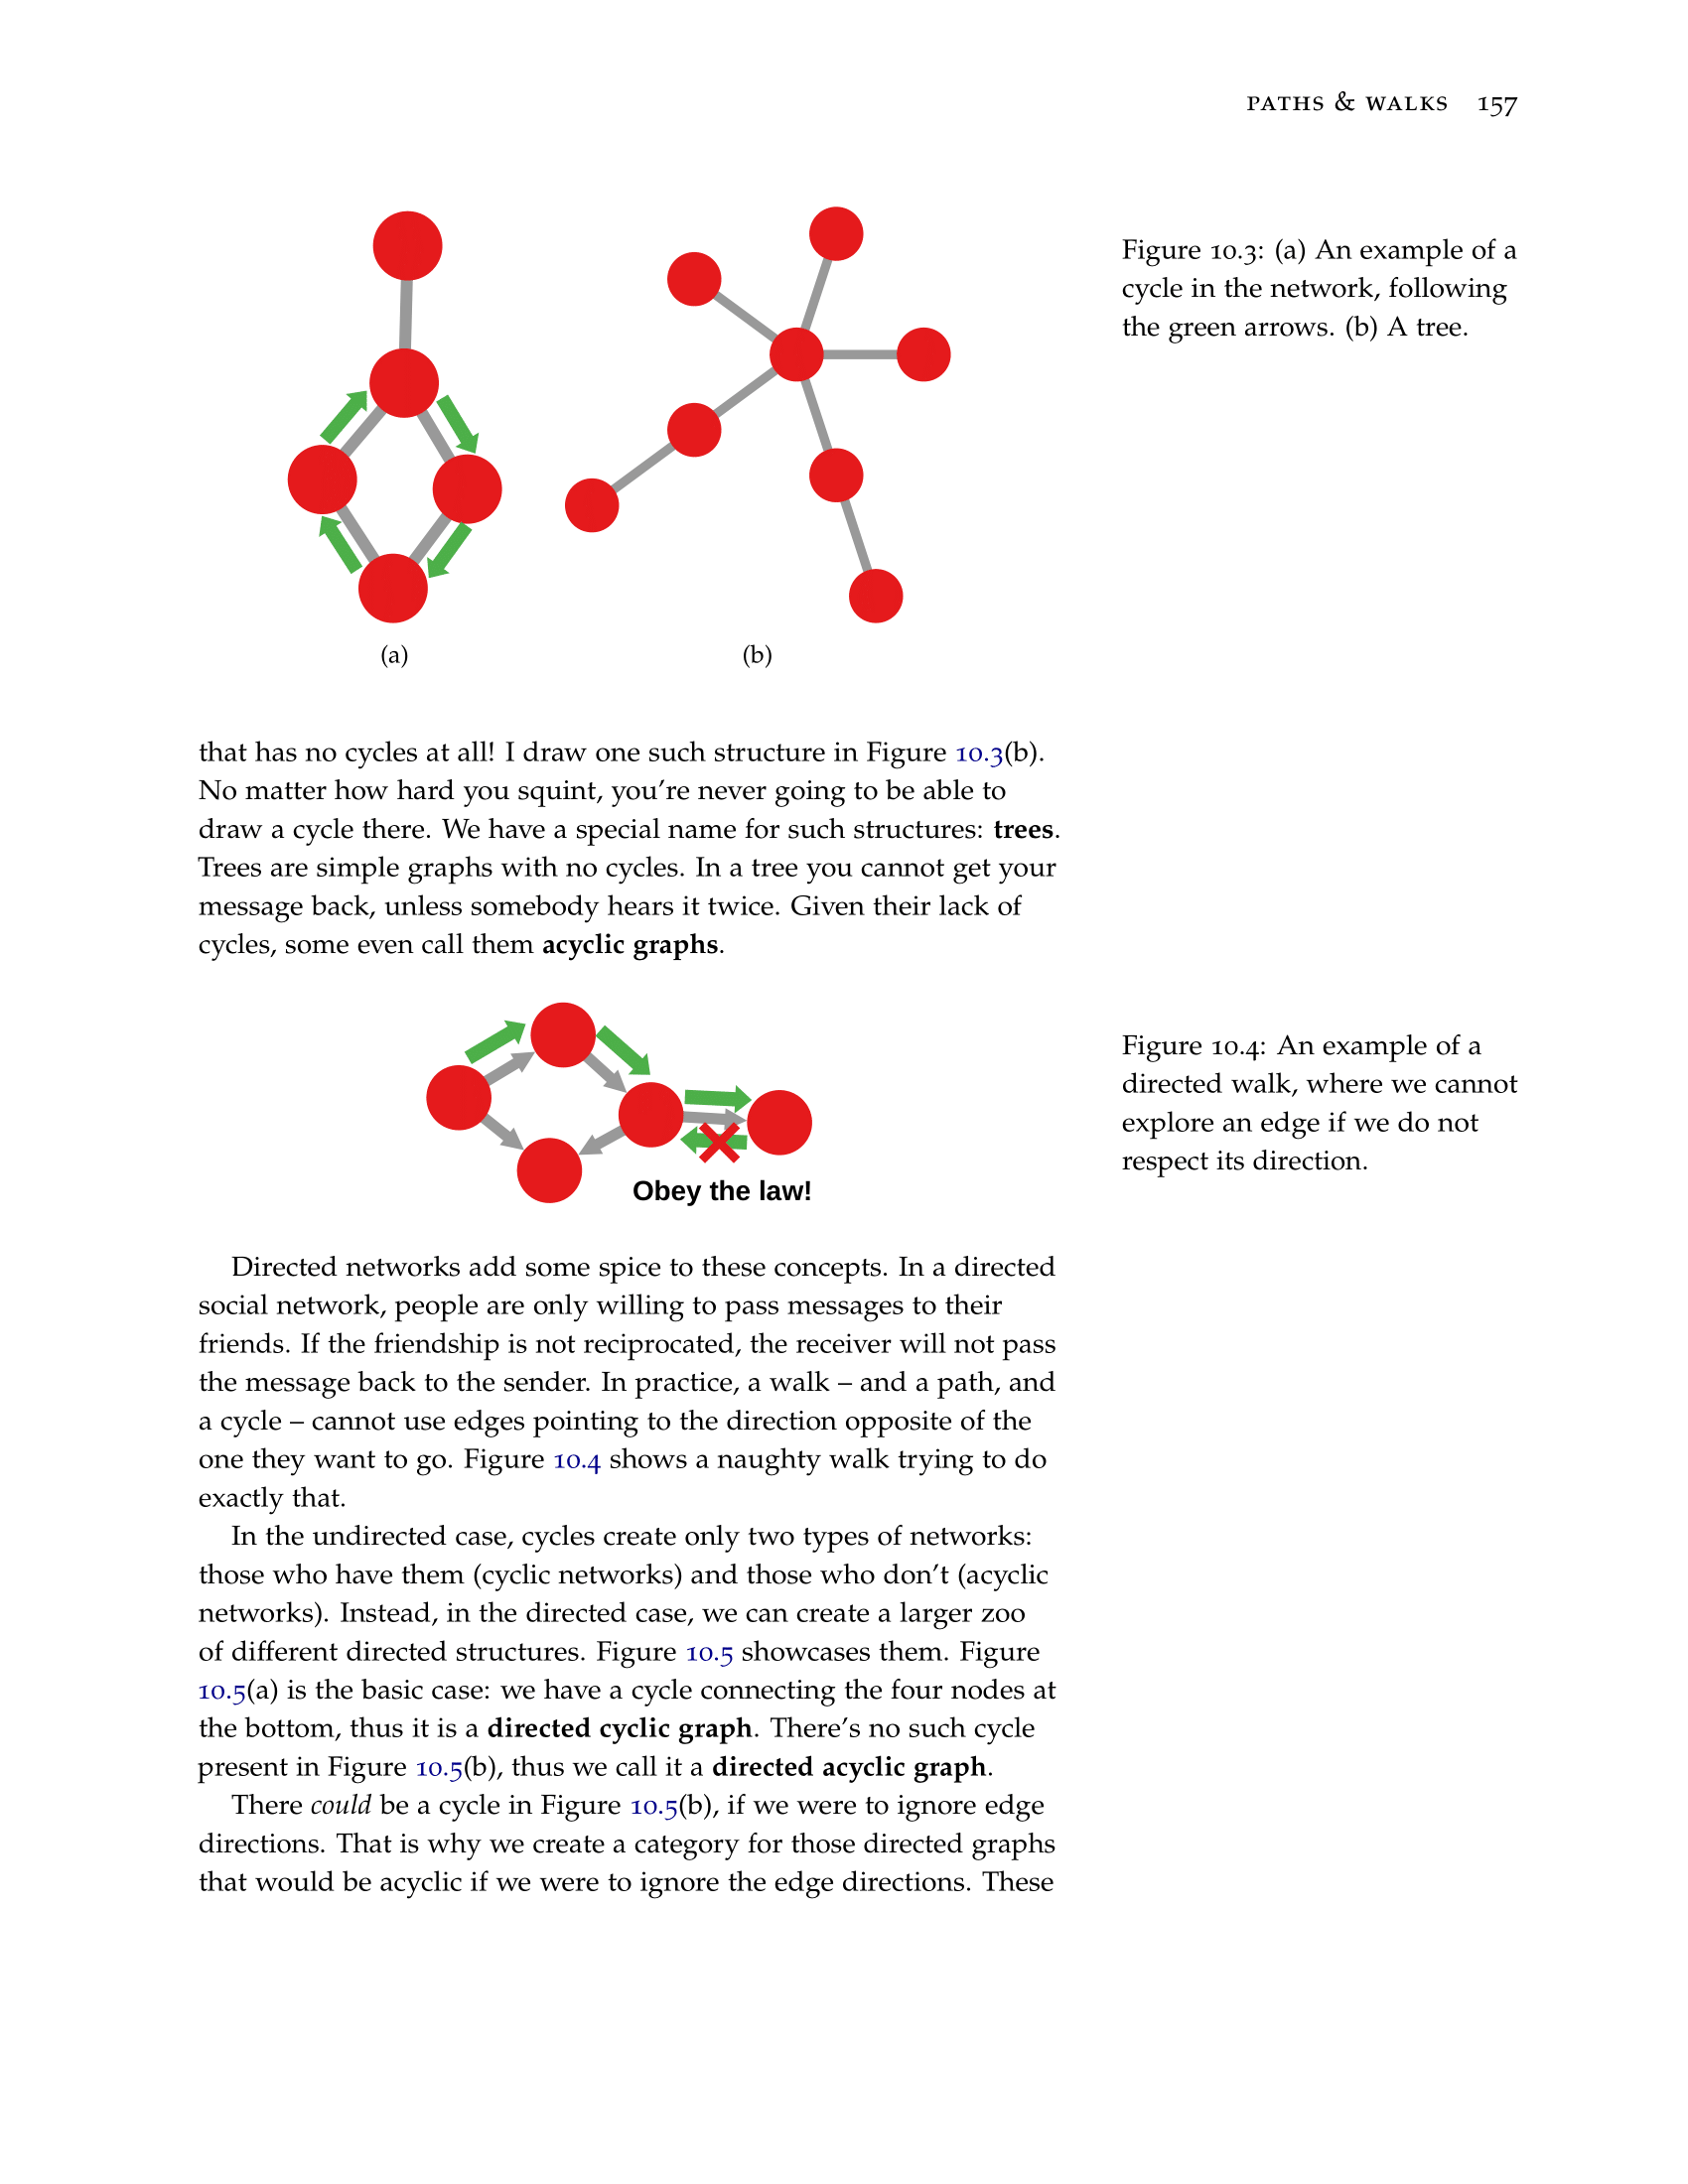 PATHS & WALKS 157
Figure 10.3: (a) An example of a
cycle in the network, following
the green arrows. (b) A tree.
(a)
(b)
that has no cycles at all! I draw one such structure in Figure 10.3(b).
No matter how hard you squint, you’re never going to be able to
draw a cycle there. We have a special name for such structures: trees.
Trees are simple graphs with no cycles. In a tree you cannot get your
message back, unless somebody hears it twice. Given their lack of
cycles, some even call them acyclic graphs.
Obey the law!
Figure 10.4: An example of a
directed walk, where we cannot
explore an edge if we do not
respect its direction.
Directed networks add some spice to these concepts. In a directed
social network, people are only willing to pass messages to their
friends. If the friendship is not reciprocated, the receiver will not pass
the message back to the sender. In practice, a walk – and a path, and
a cycle – cannot use edges pointing to the direction opposite of the
one they want to go. Figure 10.4 shows a naughty walk trying to do
exactly that.
In the undirected case, cycles create only two types of networks:
those who have them (cyclic networks) and those who don’t (acyclic
networks). Instead, in the directed case, we can create a larger zoo
of different directed structures. Figure 10.5 showcases them. Figure
10.5(a) is the basic case: we have a cycle connecting the four nodes at
the bottom, thus it is a directed cyclic graph. There’s no such cycle
present in Figure 10.5(b), thus we call it a directed acyclic graph.
There could be a cycle in Figure 10.5(b), if we were to ignore edge
directions. That is why we create a category for those directed graphs
that would be acyclic if we were to ignore the edge directions. These